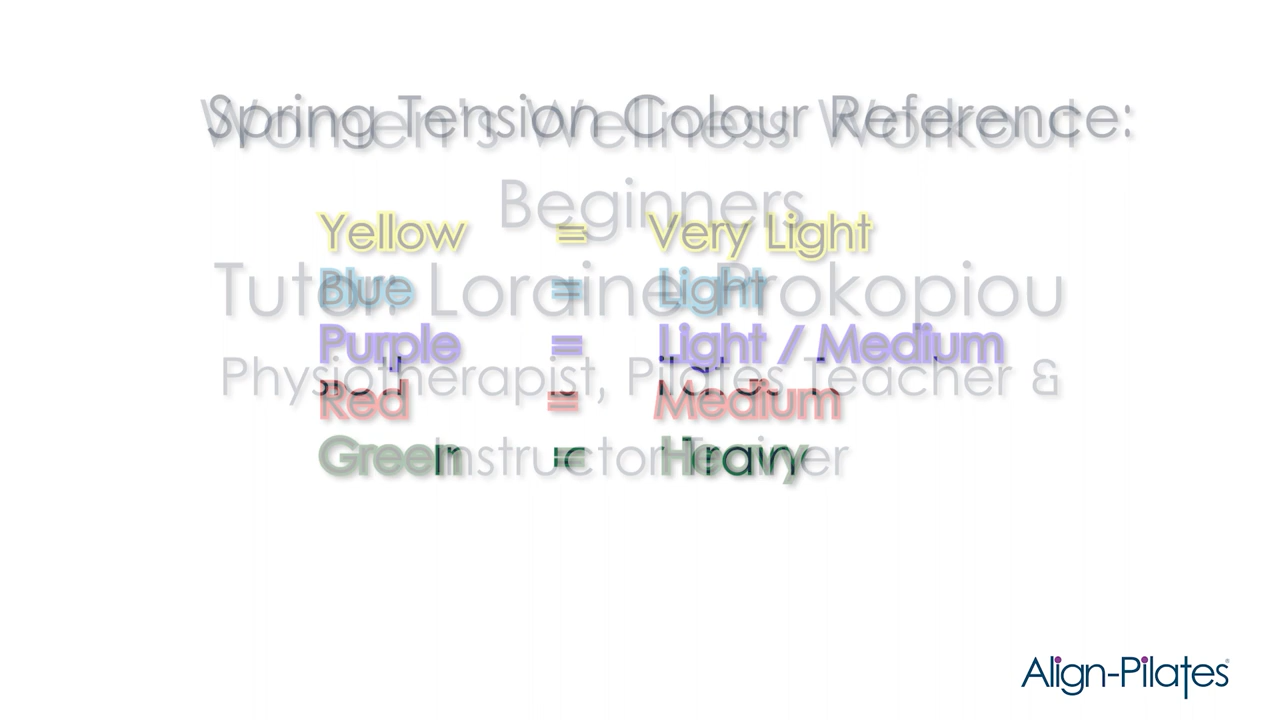 Women's Wellness Workout
Beginners
Tutor: Loraine Prokopiou
Physiotherapist, Pilates Teacher &
Instructor Trainer
Spring Tension Colour Reference:
Yellow = Very Light
Blue = Light
Purple = Light / Medium
Red = Medium
Green = Heavy
Align-Pilates